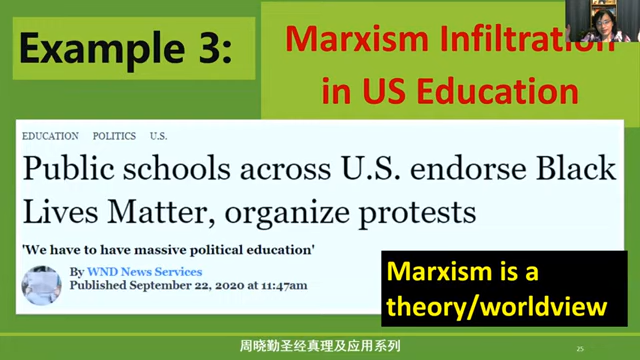 Example 3:
Marxism Infiltration
in US Education
EDUCATION POLITICS U.S.
Public schools across U.S. endorse Black
Lives Matter, organize protests
'We have to have massive political education'
By WND News Services
Published September 22, 2020 at 11:47am
Marxism is a
theory/worldview
周晓勤圣经真理及应用系列
25